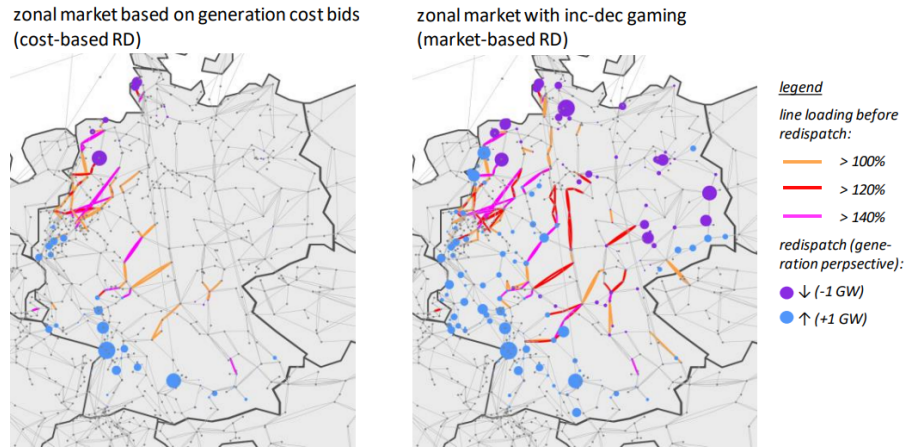 zonal market based on generation cost bids
(cost-based RD)
zonal market with inc-dec gaming
(market-based RD)
legend
line loading before
redispatch:
> 100%
> 120%
> 140%
redispatch (gene-
ration perpsective):
↓ (-1 GW)
↑ (+1 GW)